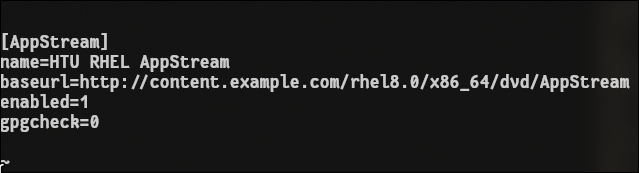 [AppStream]
name=HTU RHEL AppStream
baseurl=http://content.example.com/rhel8.0/x86_64/dvd/AppStream
enabled=1
gpgcheck=0
~